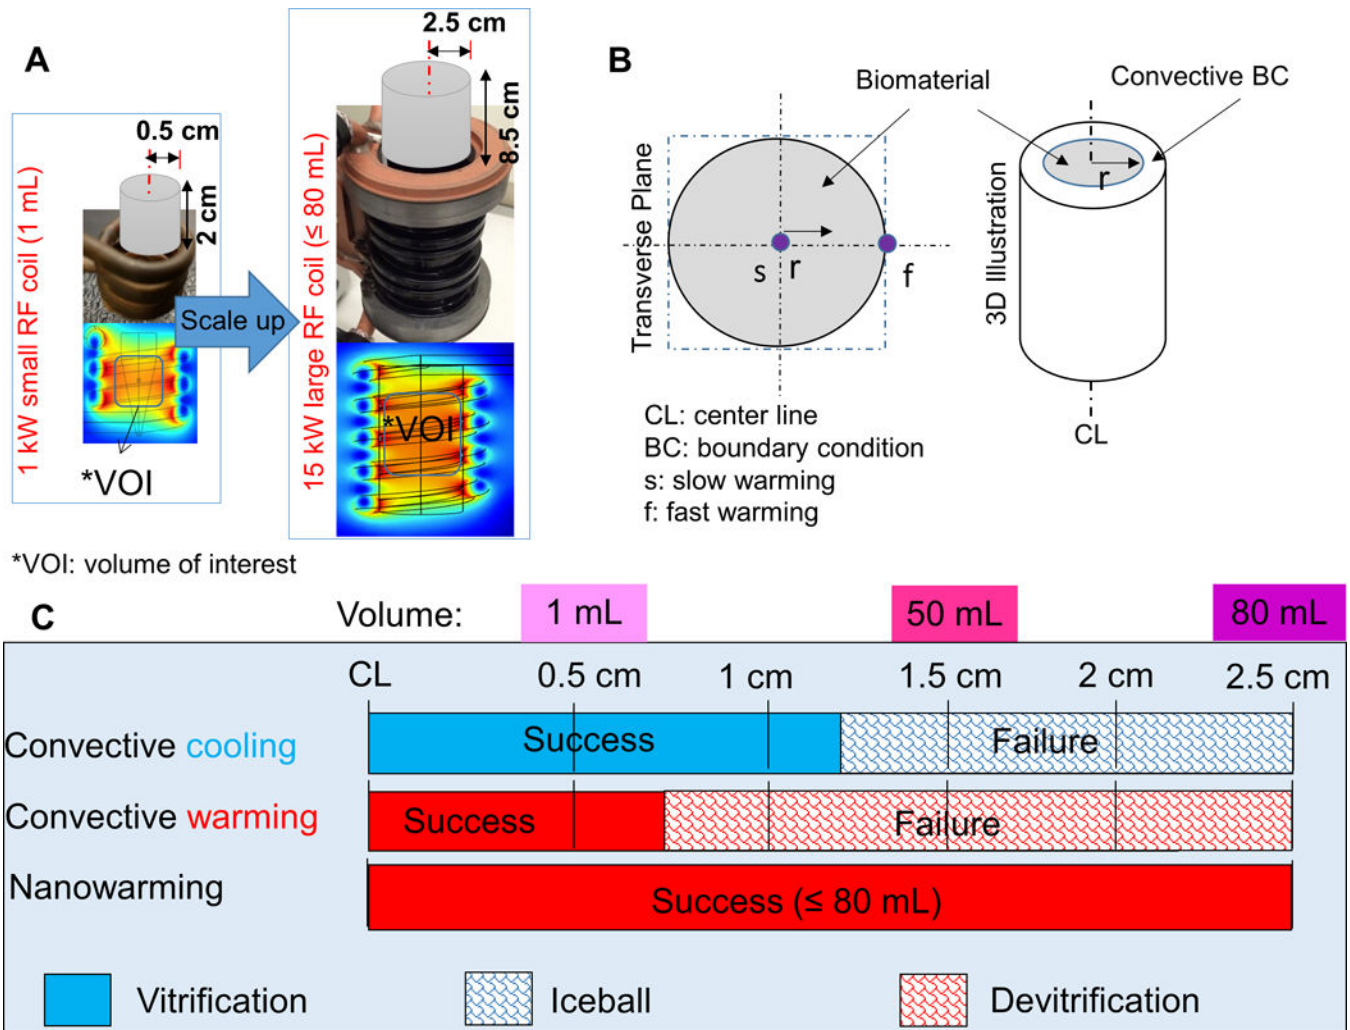 A
2.5 cm
8.5 cm
0.5 cm
2 cm
1 kW small RF coil (1 mL)
Scale up
15 kW large RF coil (≤ 80 mL)
*VOI
*VOI
*VOI: volume of interest
B
Biomaterial
Convective BC
Transverse Plane
s
r
f
3D Illustration
r
CL
CL: center line
BC: boundary condition
s: slow warming
f: fast warming
C
Volume:
1 mL
50 mL
80 mL
CL
0.5 cm
1 cm
1.5 cm
2 cm
2.5 cm
Convective cooling
Success
Failure
Convective warming
Success
Failure
Nanowarming
Success (≤ 80 mL)
Vitrification
Iceball
Devitrification